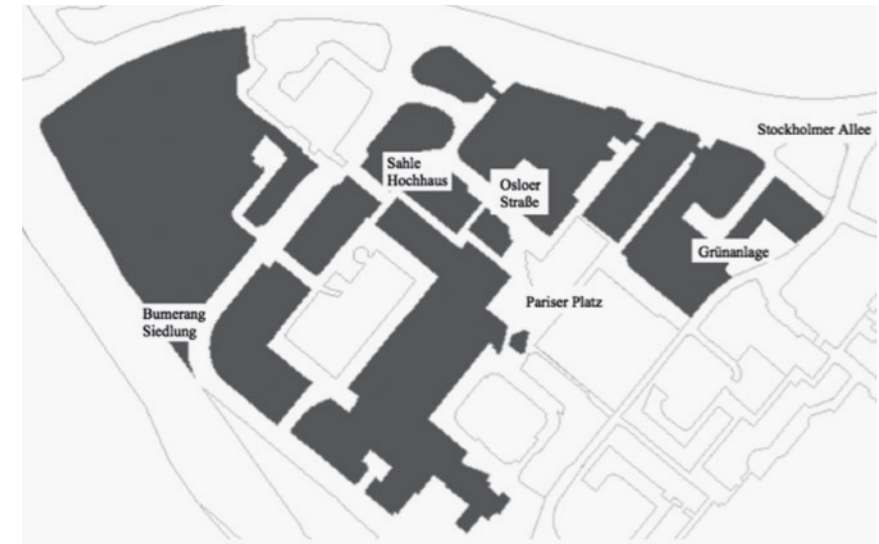 Stockholmer Allee
Sahle
Hochhaus
Osloer
Straße
Grünanlage
Pariser Platz
Bumerang
Siedlung